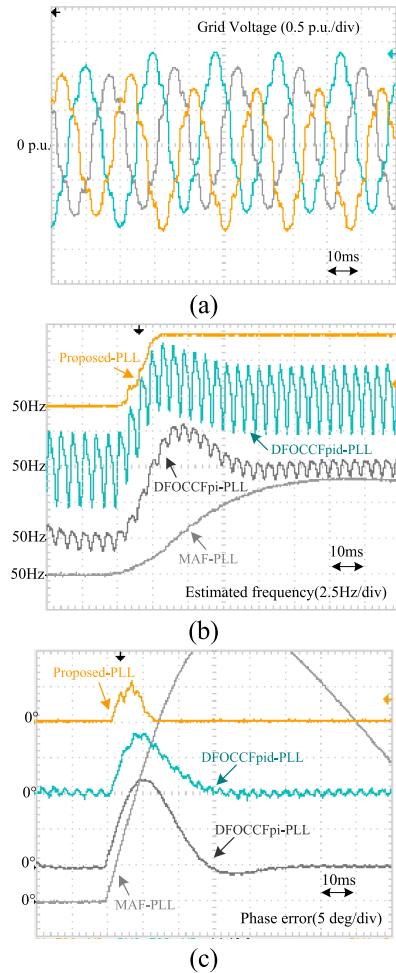 Grid Voltage (0.5 p.u./div)
0 p.u.
10ms
(a)
Proposed-PLL
50Hz
DFOCCFpid-PLL
50Hz
DFOCCFpi-PLL
50Hz
MAF-PLL
10ms
50Hz
Estimated frequency(2.5Hz/div)
(b)
Proposed-PLL
0°
DFOCCFpid-PLL
0°
DFOCCFpi-PLL
0°
10ms
0°
MAF-PLL
Phase error(5 deg/div)
(c)